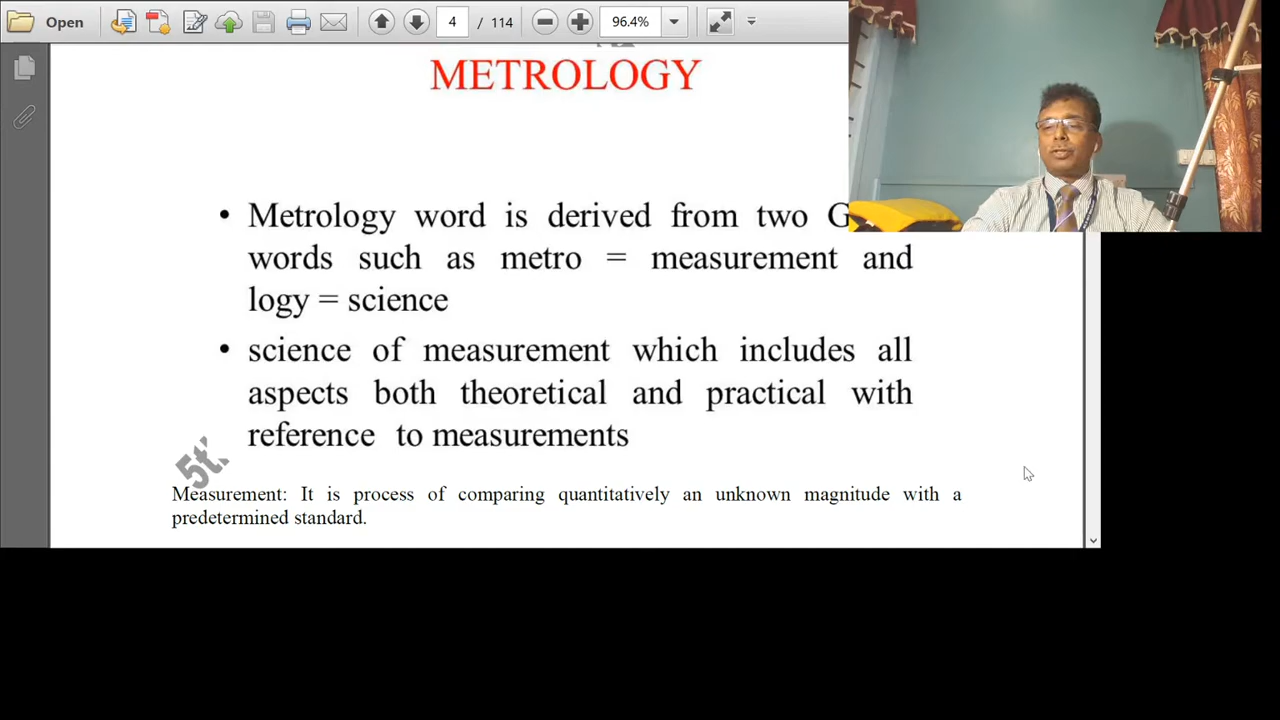 Open
4 / 114
96.4%
METROLOGY
• Metrology word is derived from two
words such as metro = measurement and
logy = science
• science of measurement which includes all
aspects both theoretical and practical with
reference to measurements
Measurement: It is process of comparing quantitatively an unknown magnitude with a
predetermined standard.